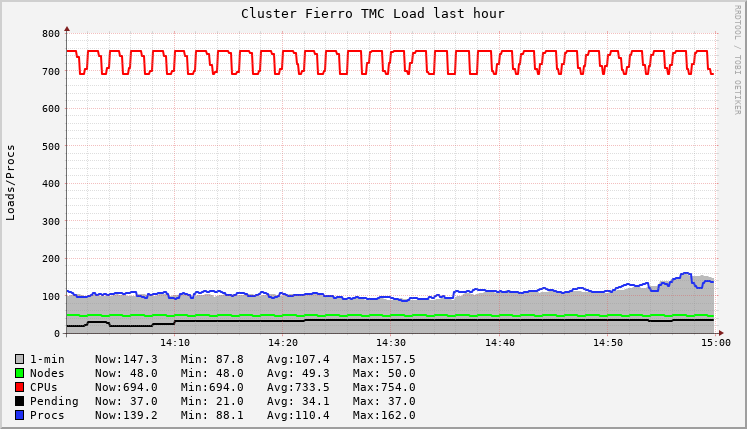 Cluster Fierro TMC Load last hour
RRDTOOL / TOBI OETIKER
Loads/Procs
800
700
600
500
400
300
200
100
0
14:10 14:20 14:30 14:40 14:50 15:00
1-min Now:147.3 Min: 87.8 Avg:107.4 Max:157.5
Nodes Now: 48.0 Min: 48.0 Avg: 49.3 Max: 50.0
CPUs Now:694.0 Min:694.0 Avg:733.5 Max:754.0
Pending Now: 37.0 Min: 21.0 Avg: 34.1 Max: 37.0
Procs Now:139.2 Min: 88.1 Avg:110.4 Max:162.0